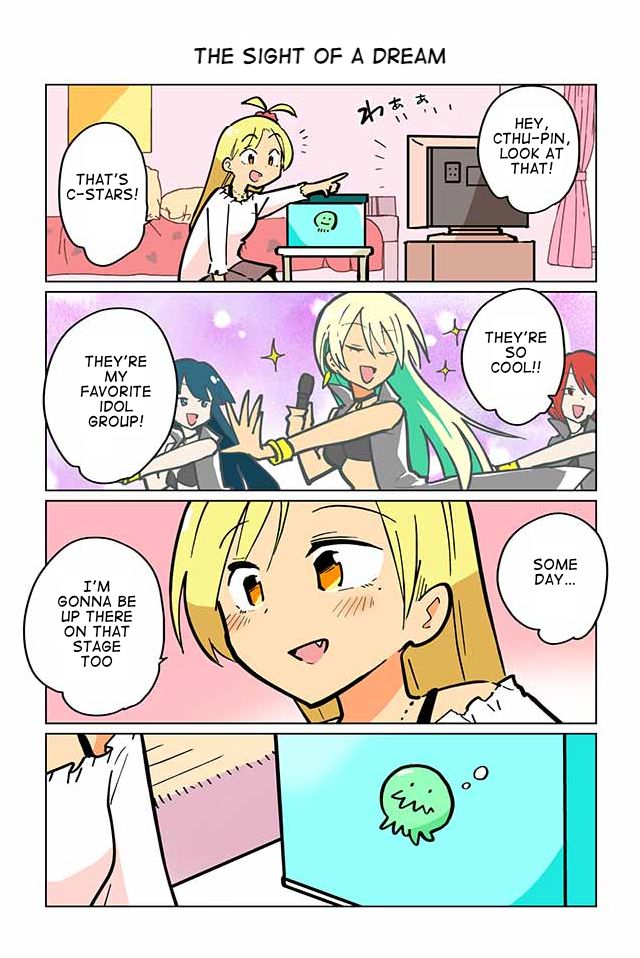 THE SIGHT OF A DREAM
HEY,
CTHU-PIN,
LOOK AT
THAT!
わぁぁ...
THAT'S
C-STARS!
THEY'RE
SO
COOL!!
THEY'RE
MY
FAVORITE
IDOL
GROUP!
SOME
DAY...
I'M
GONNA BE
UP THERE
ON THAT
STAGE
TOO